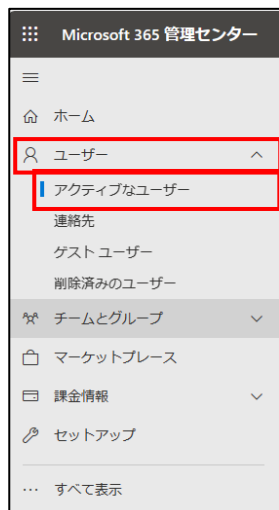 Microsoft 365 管理センター
ホーム
ユーザー
アクティブなユーザー
連絡先
ゲスト ユーザー
削除済みのユーザー
チームとグループ
マーケットプレース
課金情報
セットアップ
すべて表示